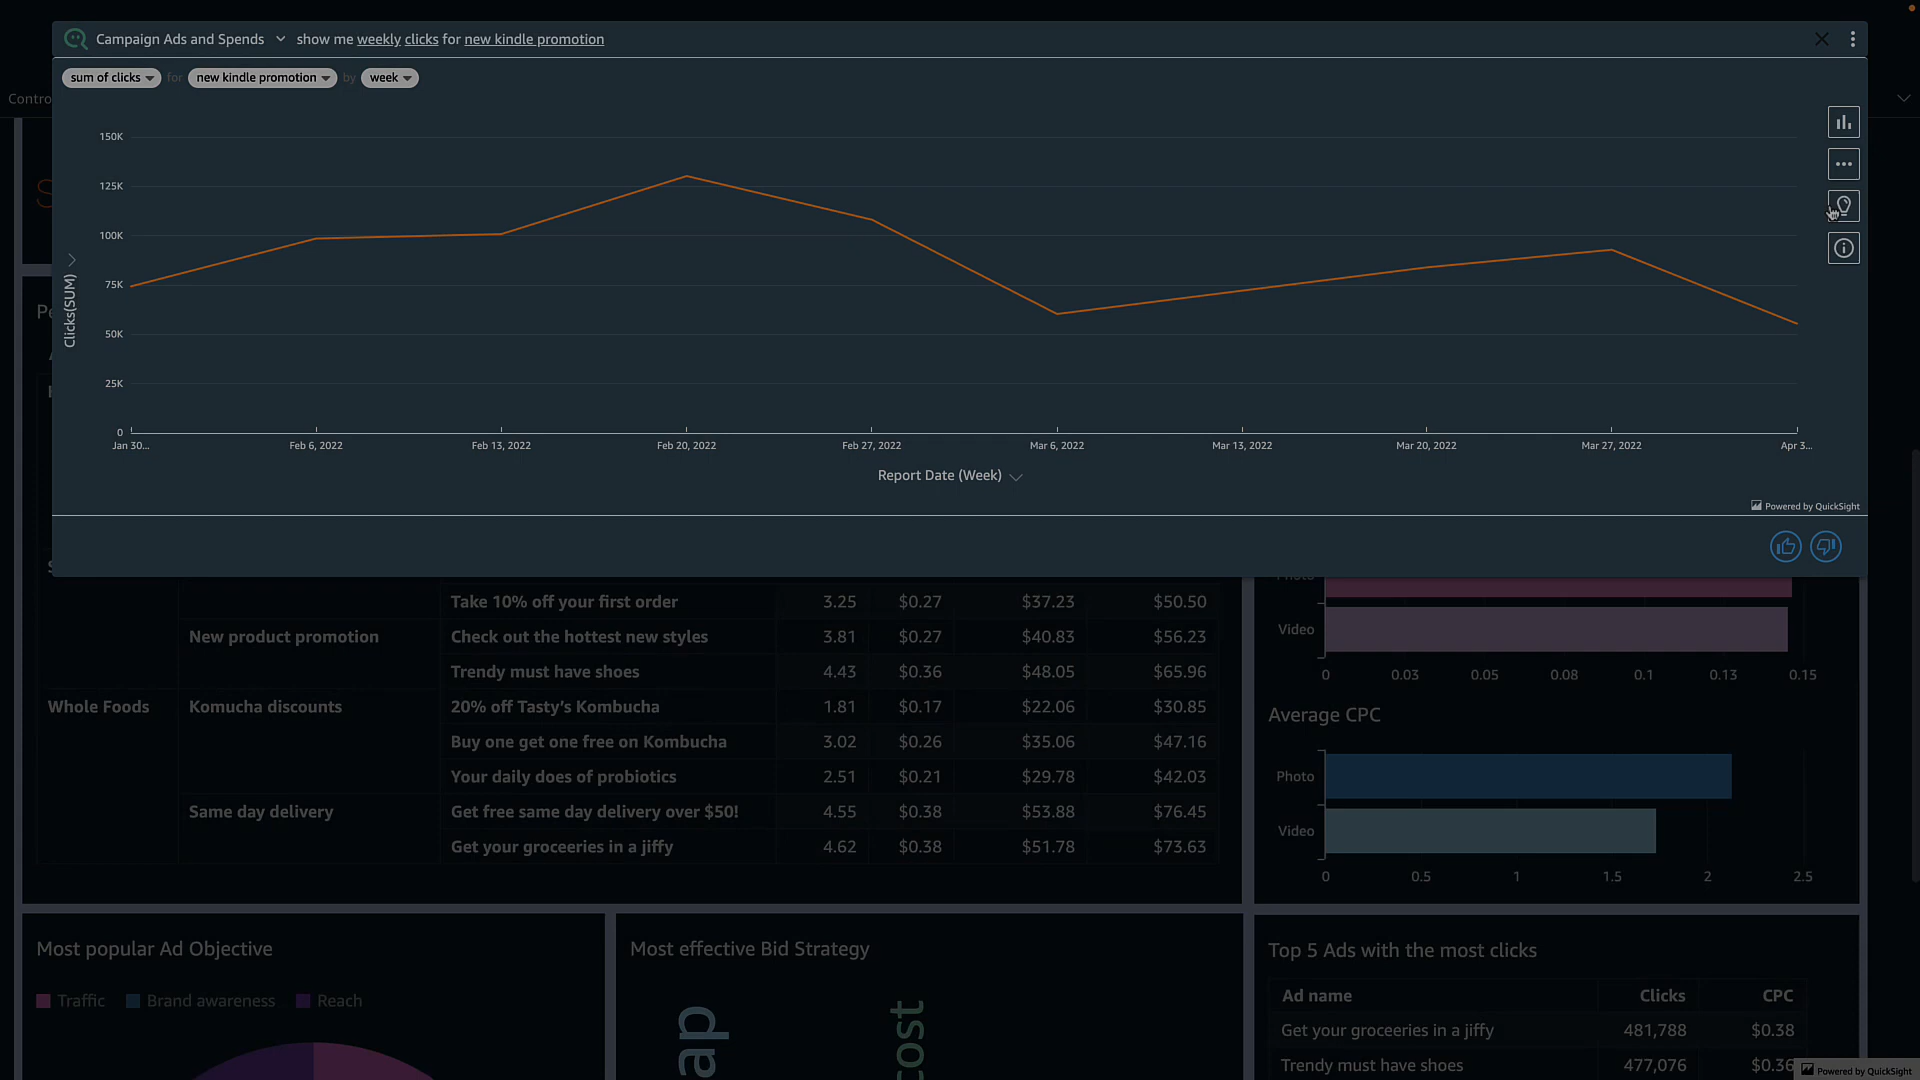 Campaign Ads and Spends show me weekly clicks for new kindle promotion
sum of clicks for new kindle promotion by week
Contro
150K
125K
100K
75K
50K
25K
0
Clicks(SUM)
Jan 30... Feb 6, 2022 Feb 13, 2022 Feb 20, 2022 Feb 27, 2022 Mar 6, 2022 Mar 13, 2022 Mar 20, 2022 Mar 27, 2022 Apr 3...
Report Date (Week)
Powered by QuickSight
Take 10% off your first order 3.25 $0.27 $37.23 $50.50
New product promotion Check out the hottest new styles 3.81 $0.27 $40.83 $56.23
Trendy must have shoes 4.43 $0.36 $48.05 $65.96
Whole Foods Komucha discounts 20% off Tasty's Kombucha 1.81 $0.17 $22.06 $30.85
Buy one get one free on Kombucha 3.02 $0.26 $35.06 $47.16
Your daily does of probiotics 2.51 $0.21 $29.78 $42.03
Same day delivery Get free same day delivery over $50! 4.55 $0.38 $53.88 $76.45
Get your groceeries in a jiffy 4.62 $0.38 $51.78 $73.63
Video
0 0.03 0.05 0.08 0.1 0.13 0.15
Average CPC
Photo
Video
0 0.5 1 1.5 2 2.5
Most popular Ad Objective
Traffic Brand awareness Reach
Most effective Bid Strategy
ap
cost
Top 5 Ads with the most clicks
Ad name Clicks CPC
Get your groceeries in a jiffy 481,788 $0.38
Trendy must have shoes 477,076 $0.36
Powered by QuickSight